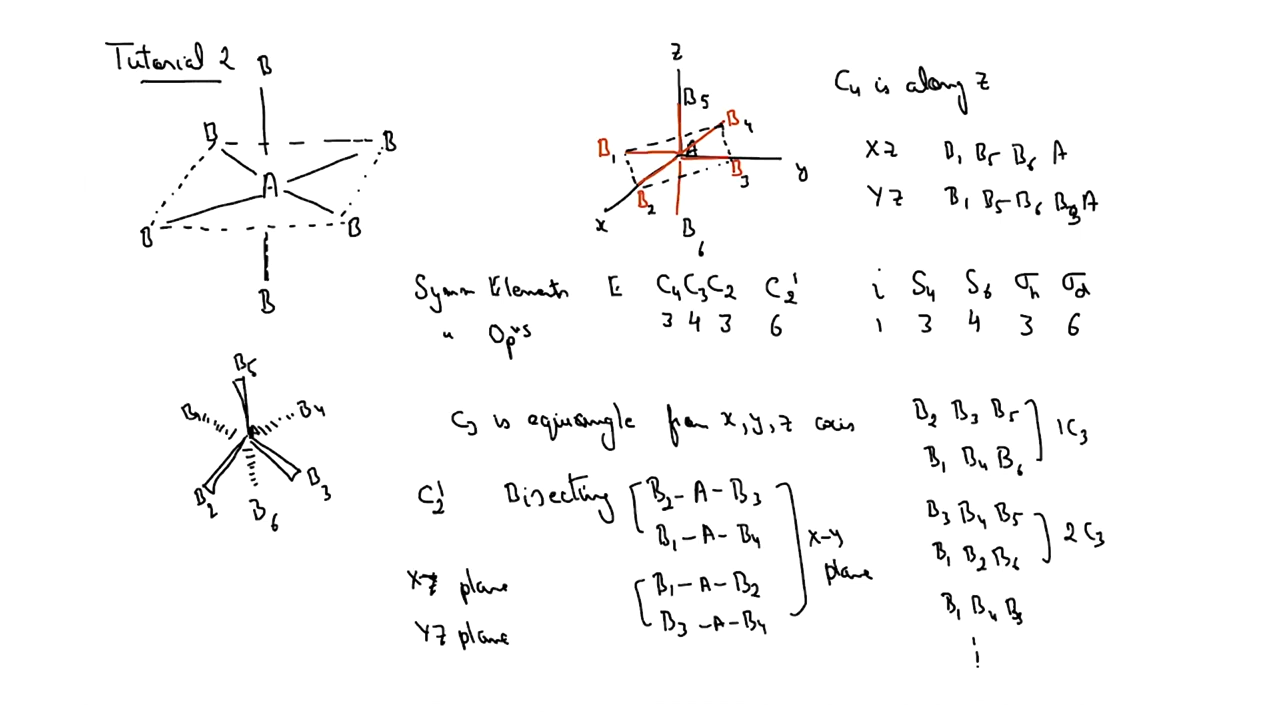 Tutorial 2
B
B B
A
B B
B
Z
B5
B4
B1 A
B3 y
B2
x
B6
C4 is along Z
XZ B1 B5 B6 A
YZ B1 B5 B6 B3 A
Symm Elements E C4 C3 C2 C2' i S4 S6 σh σd
" Opns 3 4 3 6 1 3 4 3 6
B5
B1 B4
A
B2 B3
B6
C3 is equiangle from x, y, z axis
B2 B3 B5 ] 1C3
B1 B4 B6
C2' Bisecting [ B2 - A - B3
B1 - A - B4
X-y plane
B3 B4 B5 ] 2C3
B1 B2 B6
XZ plane [ B1 - A - B2
YZ plane B3 - A - B4
B1 B4 B5
⋮